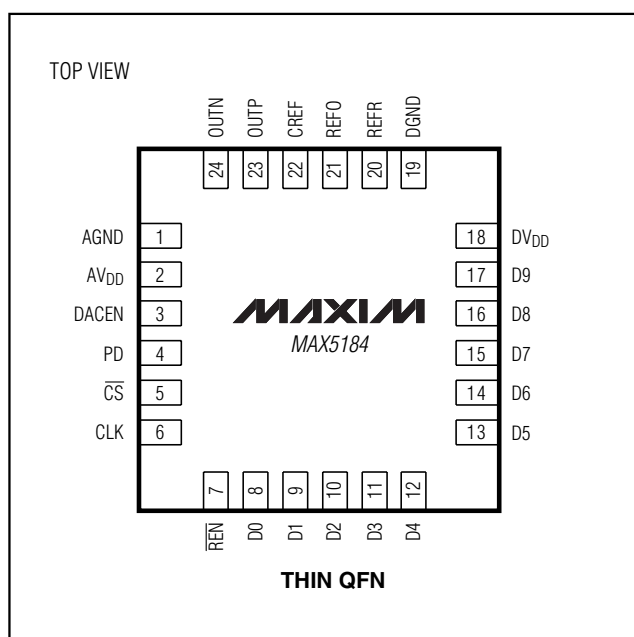 TOP VIEW
OUTN OUTP CREF REFO REFR DGND
24 23 22 21 20 19
AGND 1 18 DVDD
AVDD 2 17 D9
DACEN 3 16 D8
MAXIM
MAX5184
PD 4 15 D7
C̅S̅ 5 14 D6
CLK 6 13 D5
7 8 9 10 11 12
R̅E̅N̅ D0 D1 D2 D3 D4
THIN QFN